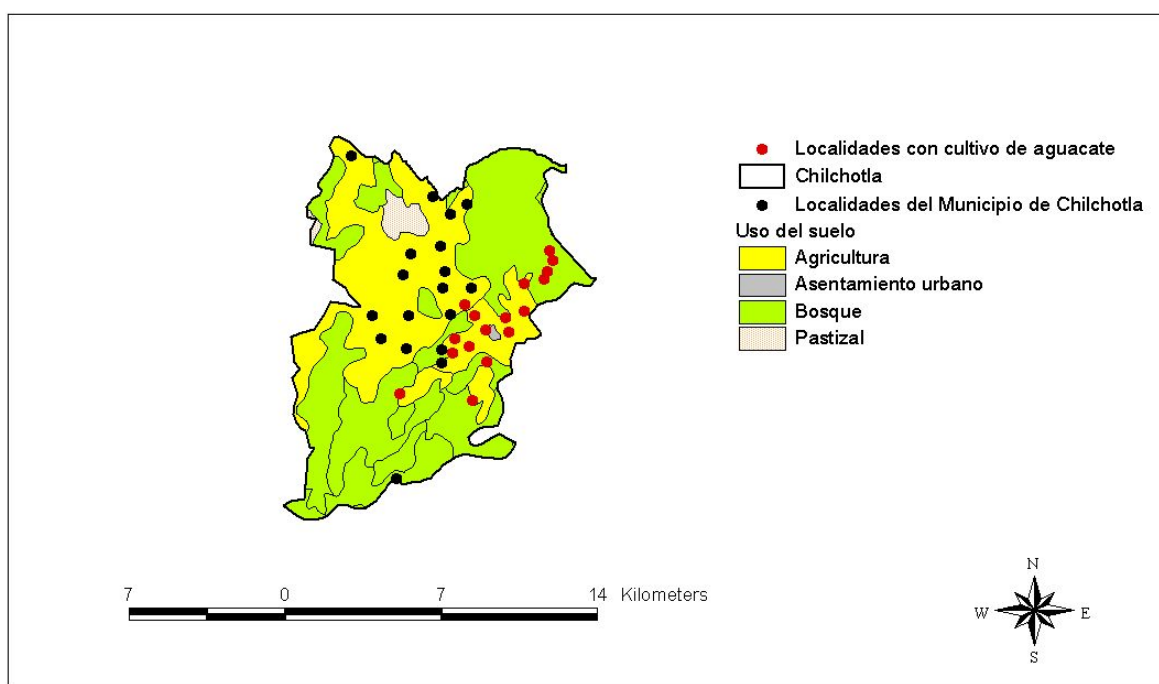 Localidades con cultivo de aguacate
Chilchotla
Localidades del Municipio de Chilchotla
Uso del suelo
Agricultura
Asentamiento urbano
Bosque
Pastizal
7 0 7 14 Kilometers
N
W E
S